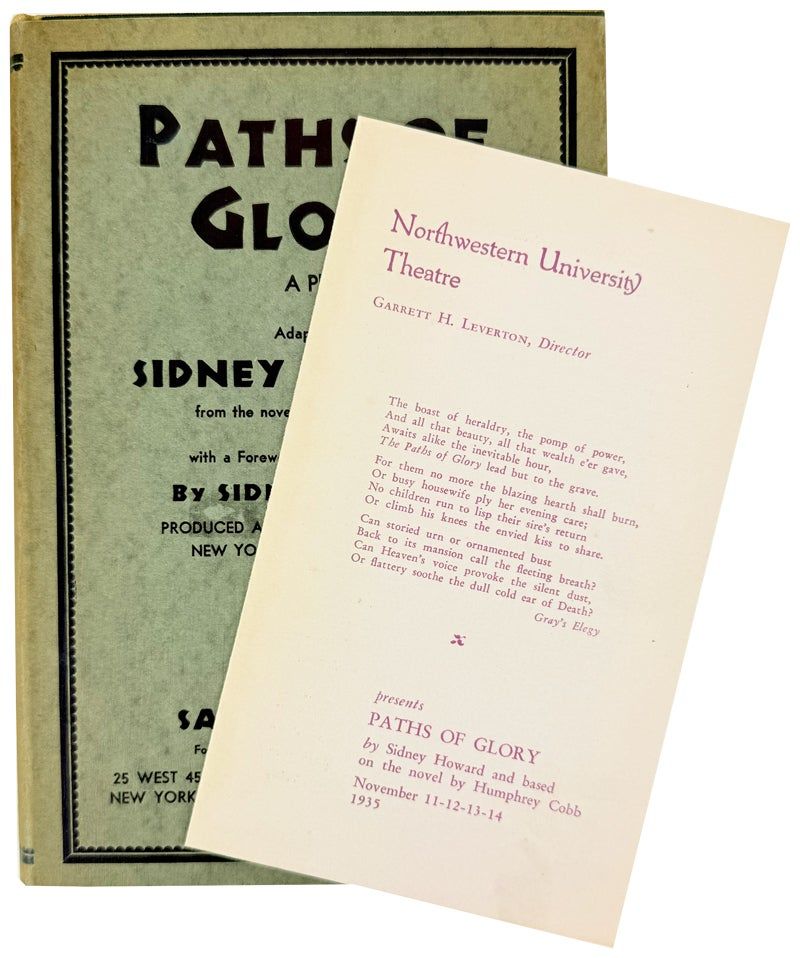 PATHS OF
GLO
A P
Adap
SIDNEY
from the nove
with a Forew
BY SIDN
PRODUCED A
NEW YO
SA
Fo
25 WEST 45
NEW YORK
Northwestern University
Theatre
GARRETT H. LEVERTON, Director
The boast of heraldry, the pomp of power,
And all that beauty, all that wealth e'er gave,
Awaits alike the inevitable hour,
The Paths of Glory lead but to the grave.
For them no more the blazing hearth shall burn,
Or busy housewife ply her evening care;
No children run to lisp their sire's return
Or climb his knees the envied kiss to share.
Can storied urn or ornamented bust
Back to its mansion call the fleeting breath?
Can Heaven's voice provoke the silent dust,
Or flattery soothe the dull cold ear of Death?
Gray's Elegy
presents
PATHS OF GLORY
by Sidney Howard and based
on the novel by Humphrey Cobb
November 11-12-13-14
1935